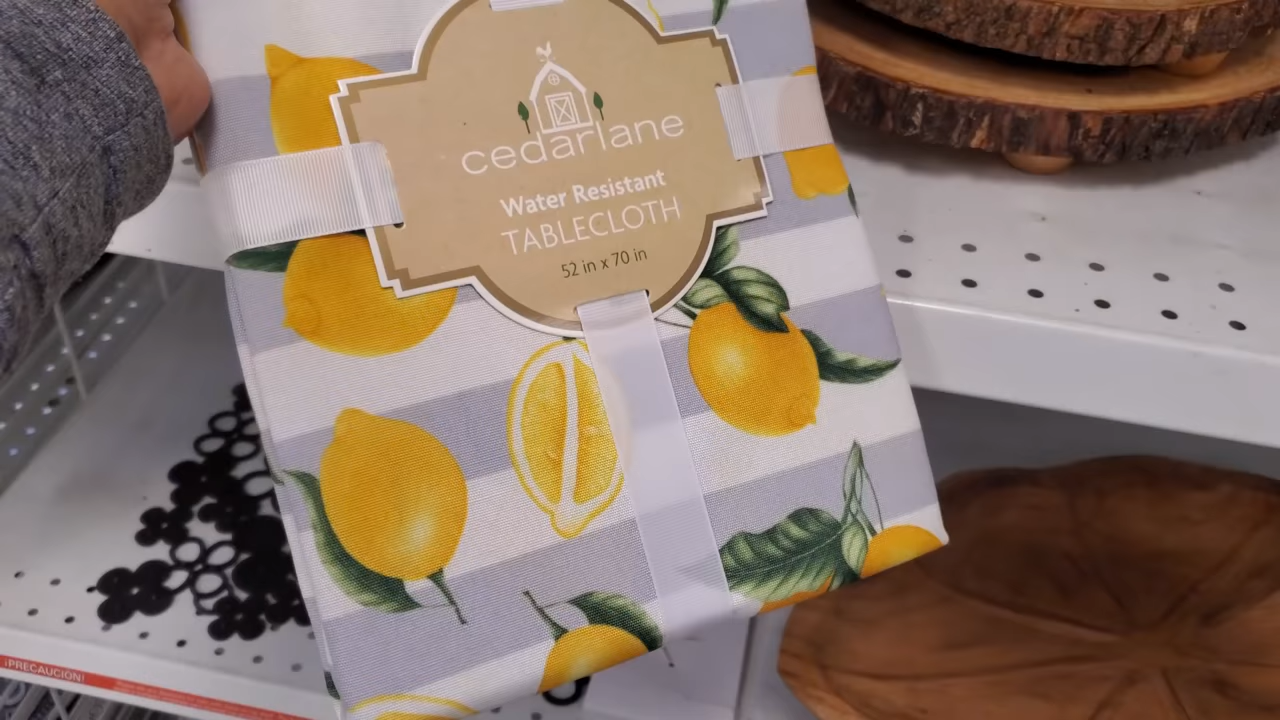 cedarlane
Water Resistant
TABLECLOTH
52 in x 70 in
¡PRECAUCION!